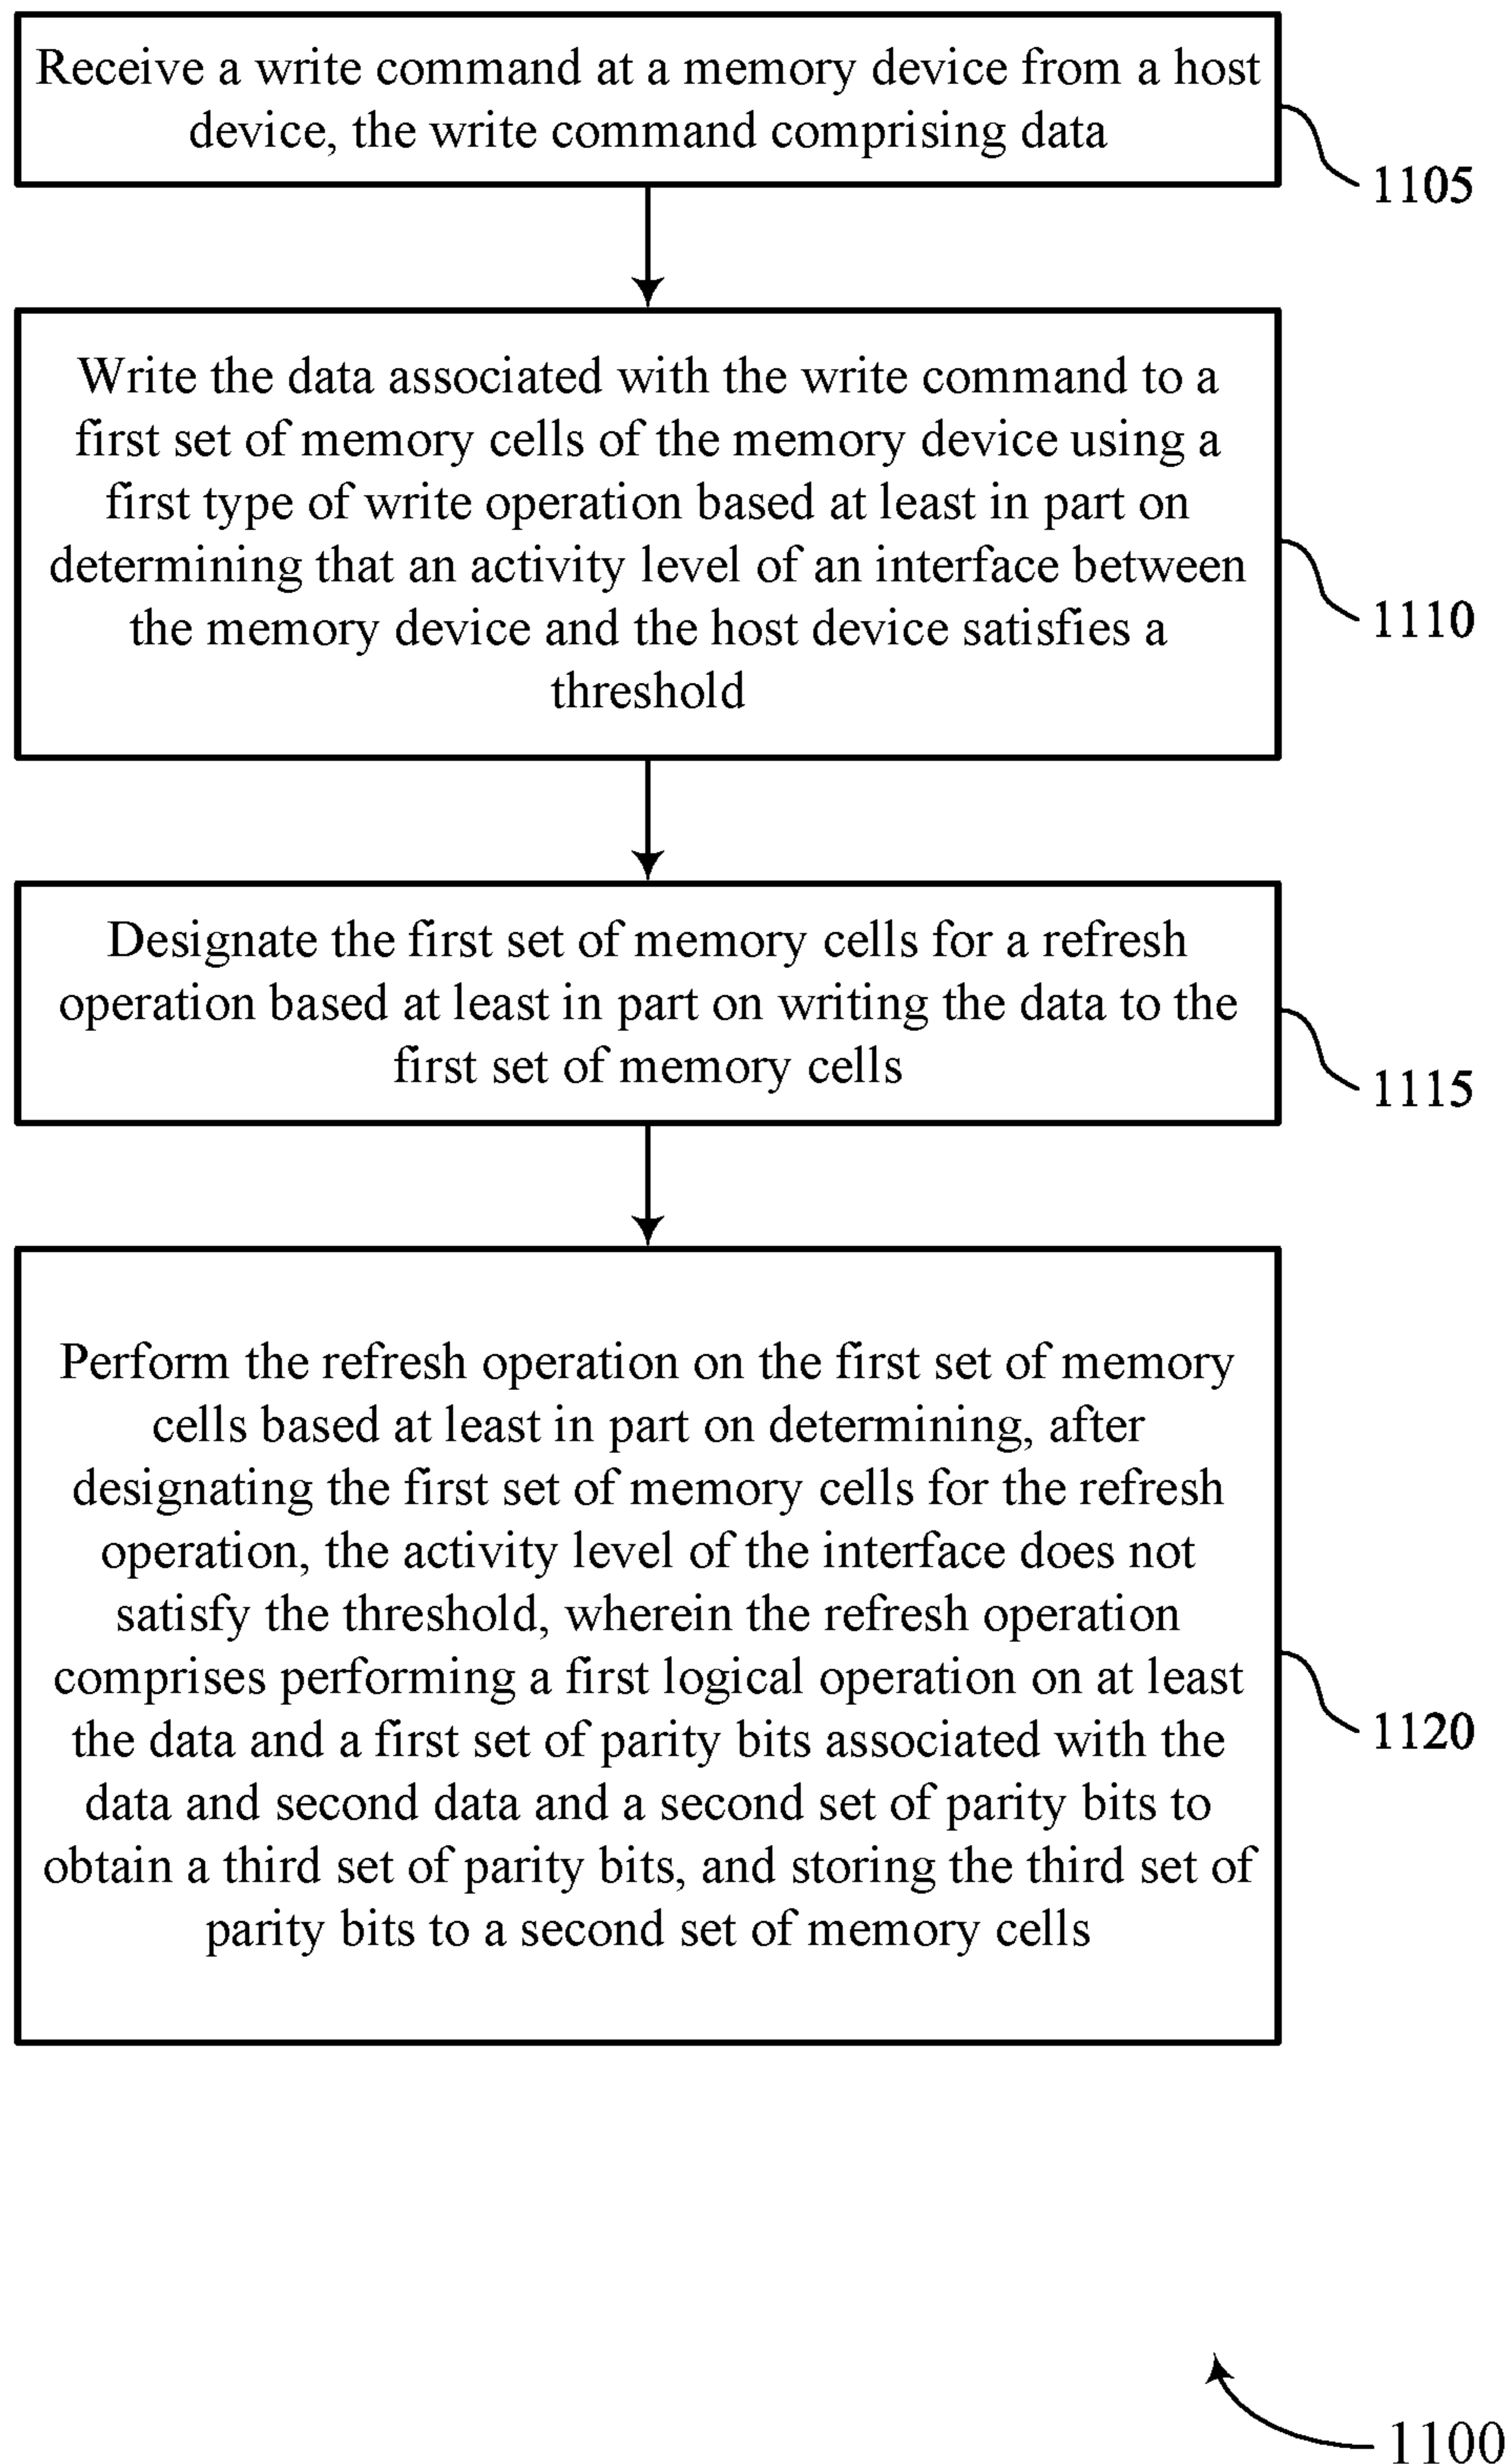 Receive a write command at a memory device from a host
device, the write command comprising data
1105
Write the data associated with the write command to a
first set of memory cells of the memory device using a
first type of write operation based at least in part on
determining that an activity level of an interface between
the memory device and the host device satisfies a
threshold
1110
Designate the first set of memory cells for a refresh
operation based at least in part on writing the data to the
first set of memory cells
1115
Perform the refresh operation on the first set of memory
cells based at least in part on determining, after
designating the first set of memory cells for the refresh
operation, the activity level of the interface does not
satisfy the threshold, wherein the refresh operation
comprises performing a first logical operation on at least
the data and a first set of parity bits associated with the
data and second data and a second set of parity bits to
obtain a third set of parity bits, and storing the third set of
parity bits to a second set of memory cells
1120
1100